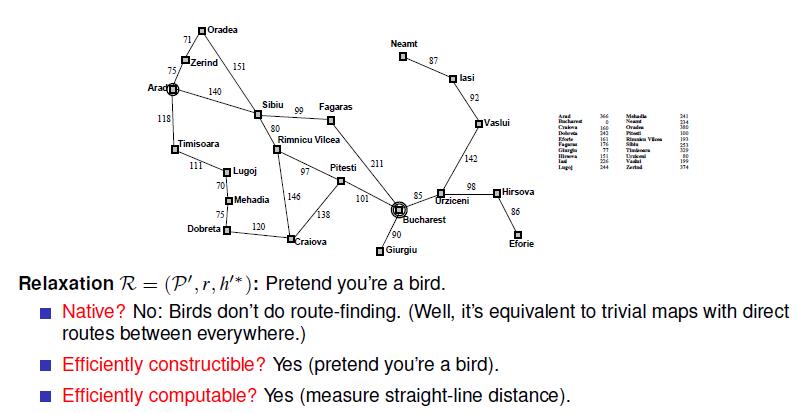 Oradea
71
Neamt
Zerind
87
75
151
Iasi
Arad
140
92
Sibiu
Fagaras
99
118
Vaslui
80
Timisoara
Rimnicu Vilcea
111
Lugoj
97
Pitesti
211
142
70
98
Mehadia
146
101
85
Hirsova
Urziceni
75
138
86
Bucharest
Dobreta
120
90
Craiova
Giurgiu
Eforie
Arad 366 Mehadia 241
Bucharest 0 Neamt 234
Craiova 160 Oradea 380
Dobreta 242 Pitesti 100
Eforie 161 Rimnicu Vilcea 193
Fagaras 176 Sibiu 253
Giurgiu 77 Timisoara 329
Hirsova 151 Urziceni 80
Iasi 226 Vaslui 199
Lugoj 244 Zerind 374
Relaxation R = (P′, r, h′*): Pretend you're a bird.
Native? No: Birds don't do route-finding. (Well, it's equivalent to trivial maps with direct
routes between everywhere.)
Efficiently constructible? Yes (pretend you're a bird).
Efficiently computable? Yes (measure straight-line distance).